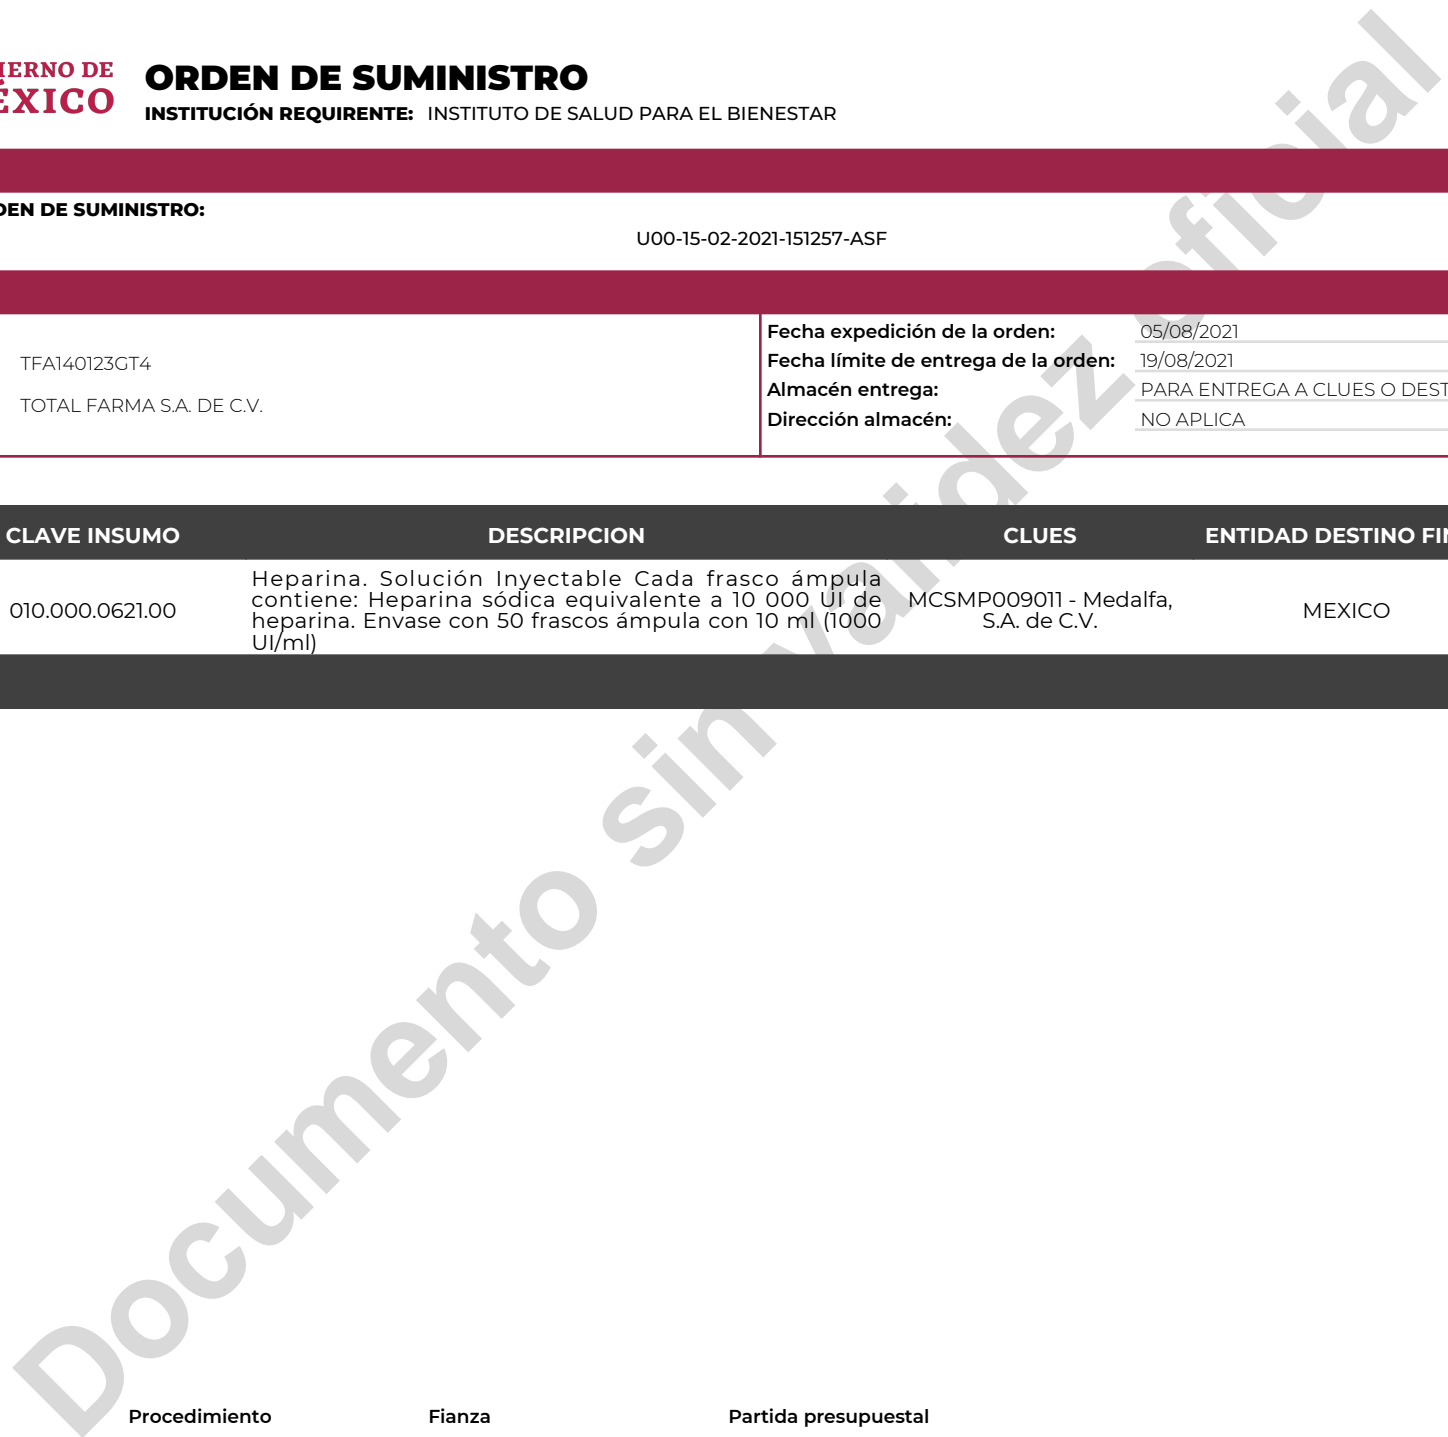 IERNO DE
ÉXICO
ORDEN DE SUMINISTRO
INSTITUCIÓN REQUIRENTE: INSTITUTO DE SALUD PARA EL BIENESTAR
DEN DE SUMINISTRO:
U00-15-02-2021-151257-ASF
TFA140123GT4
TOTAL FARMA S.A. DE C.V.
Fecha expedición de la orden: 05/08/2021
Fecha límite de entrega de la orden: 19/08/2021
Almacén entrega: PARA ENTREGA A CLUES O DEST
Dirección almacén: NO APLICA
CLAVE INSUMO DESCRIPCION CLUES ENTIDAD DESTINO FIN
010.000.0621.00
Heparina. Solución Inyectable Cada frasco ámpula
contiene: Heparina sódica equivalente a 10 000 UI de
heparina. Envase con 50 frascos ámpula con 10 ml (1000
UI/ml)
MCSMP009011 - Medalfa,
S.A. de C.V.
MEXICO
Documento sin validez oficial
Procedimiento Fianza Partida presupuestal